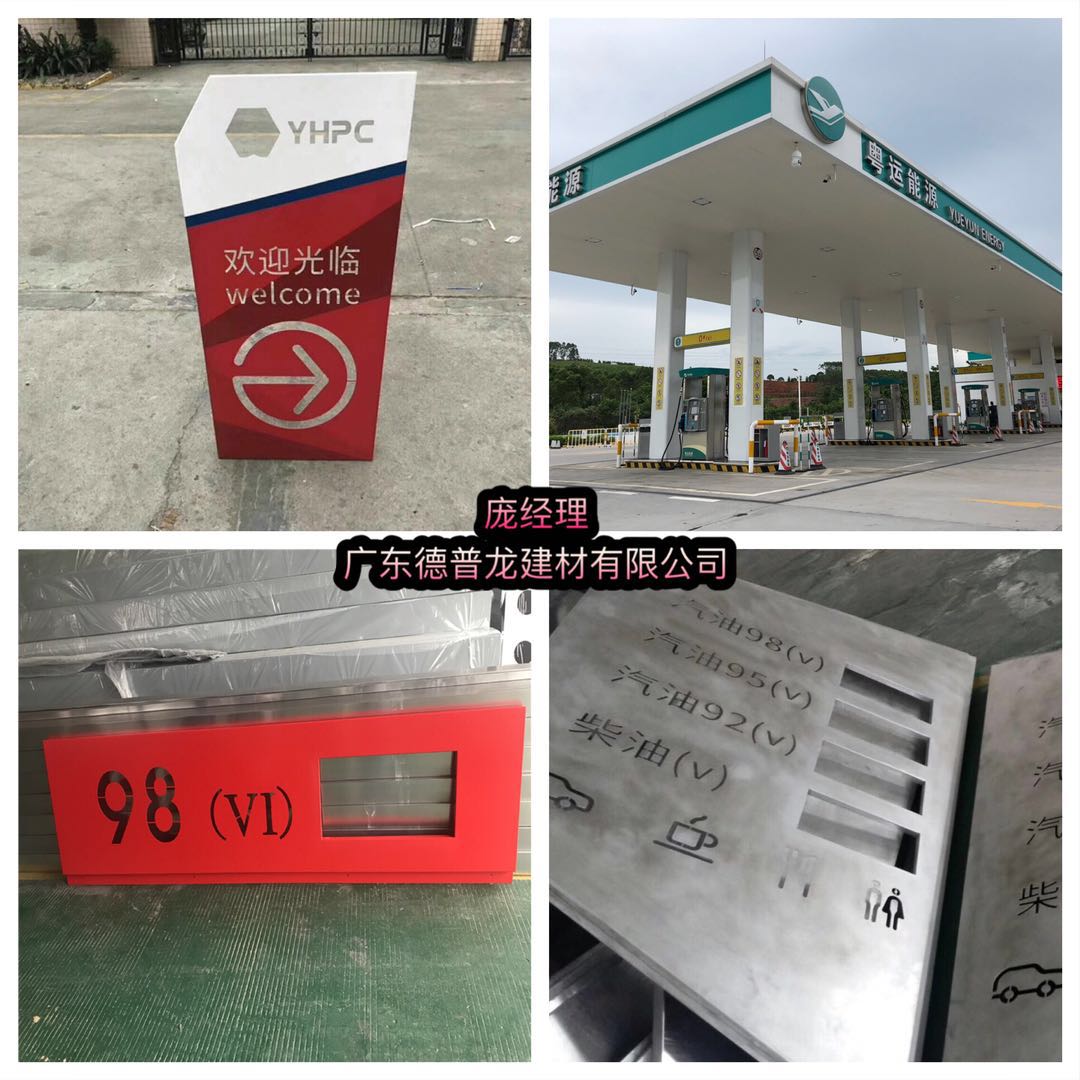 YHPC
欢迎光临
welcome
能源
粤运能源 YUEYUN ENERGY
庞经理
广东德普龙建材有限公司
98 (VI)
汽油98(v)
汽油95(v)
汽油92(v)
柴油(v)
汽
汽
汽
柴